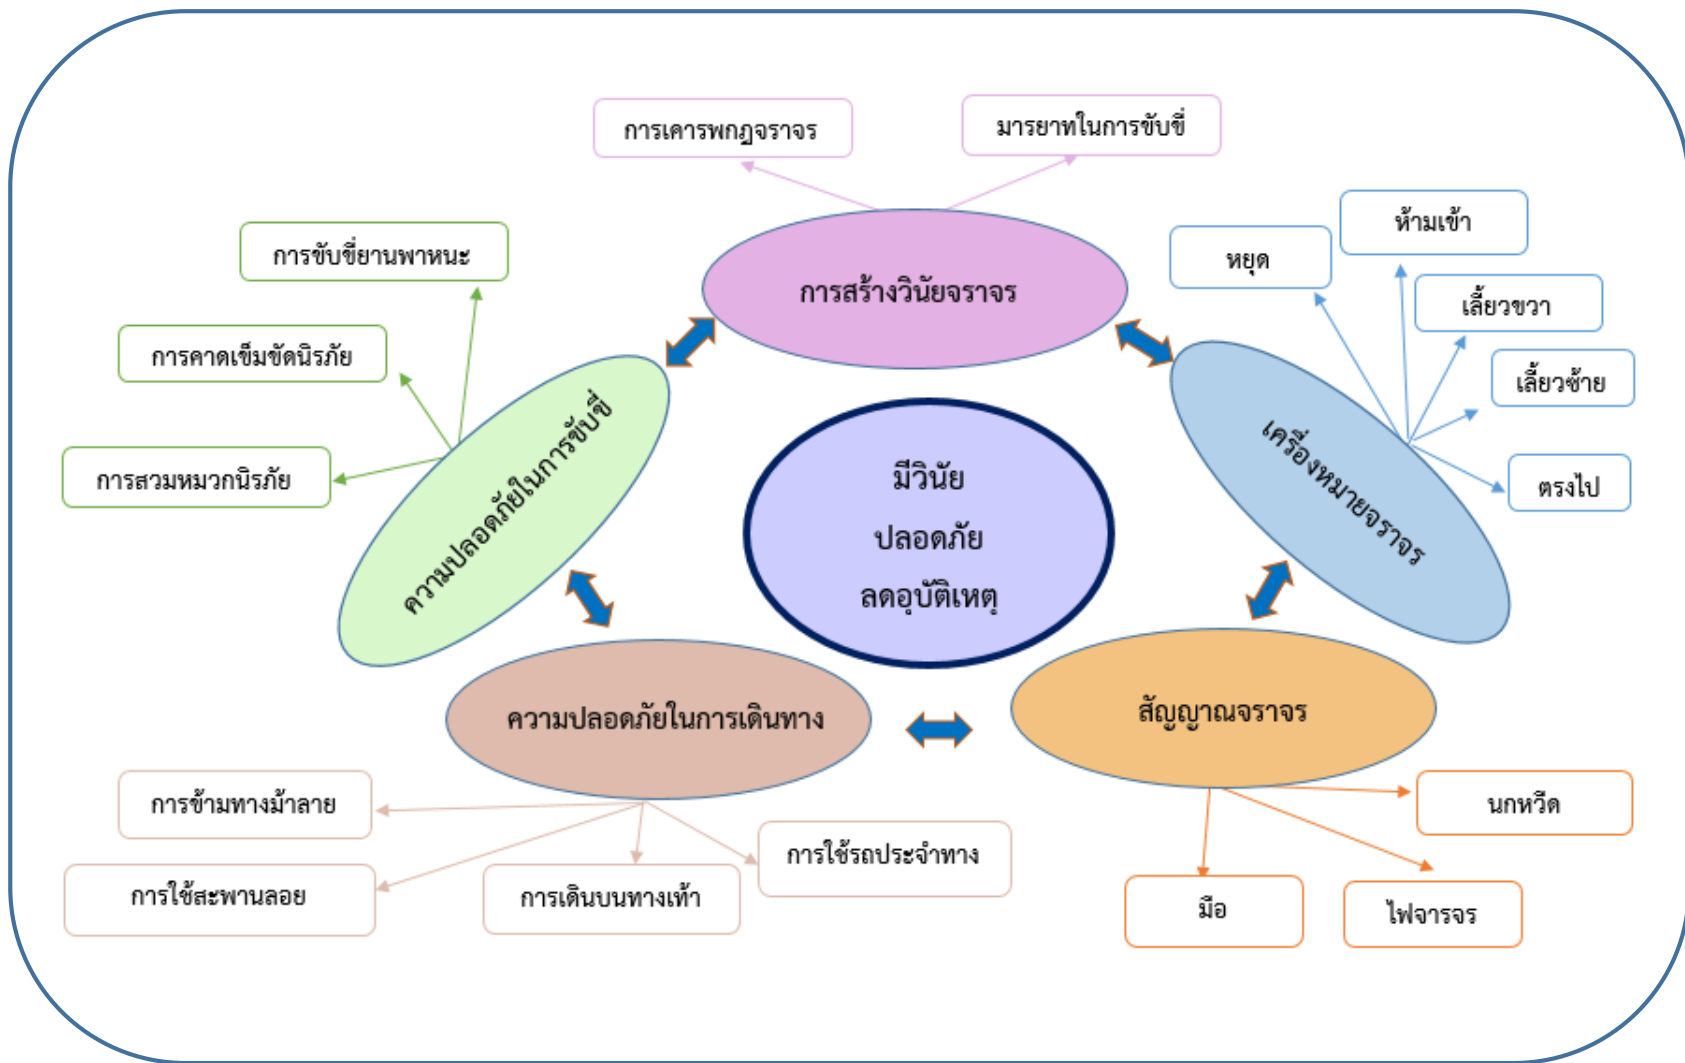 การเคารพกฎจราจร
มารยาทในการขับขี่
การสร้างวินัยจราจร
การขับขี่ยานพาหนะ
การคาดเข็มขัดนิรภัย
การสวมหมวกนิรภัย
ความปลอดภัยในการขับขี่
หยุด
ห้ามเข้า
เลี้ยวขวา
เลี้ยวซ้าย
ตรงไป
เครื่องหมายจราจร
มีวินัย
ปลอดภัย
ลดอุบัติเหตุ
ความปลอดภัยในการเดินทาง
สัญญาณจราจร
การข้ามทางม้าลาย
การใช้สะพานลอย
การเดินบนทางเท้า
การใช้รถประจำทาง
นกหวีด
มือ
ไฟจารจร